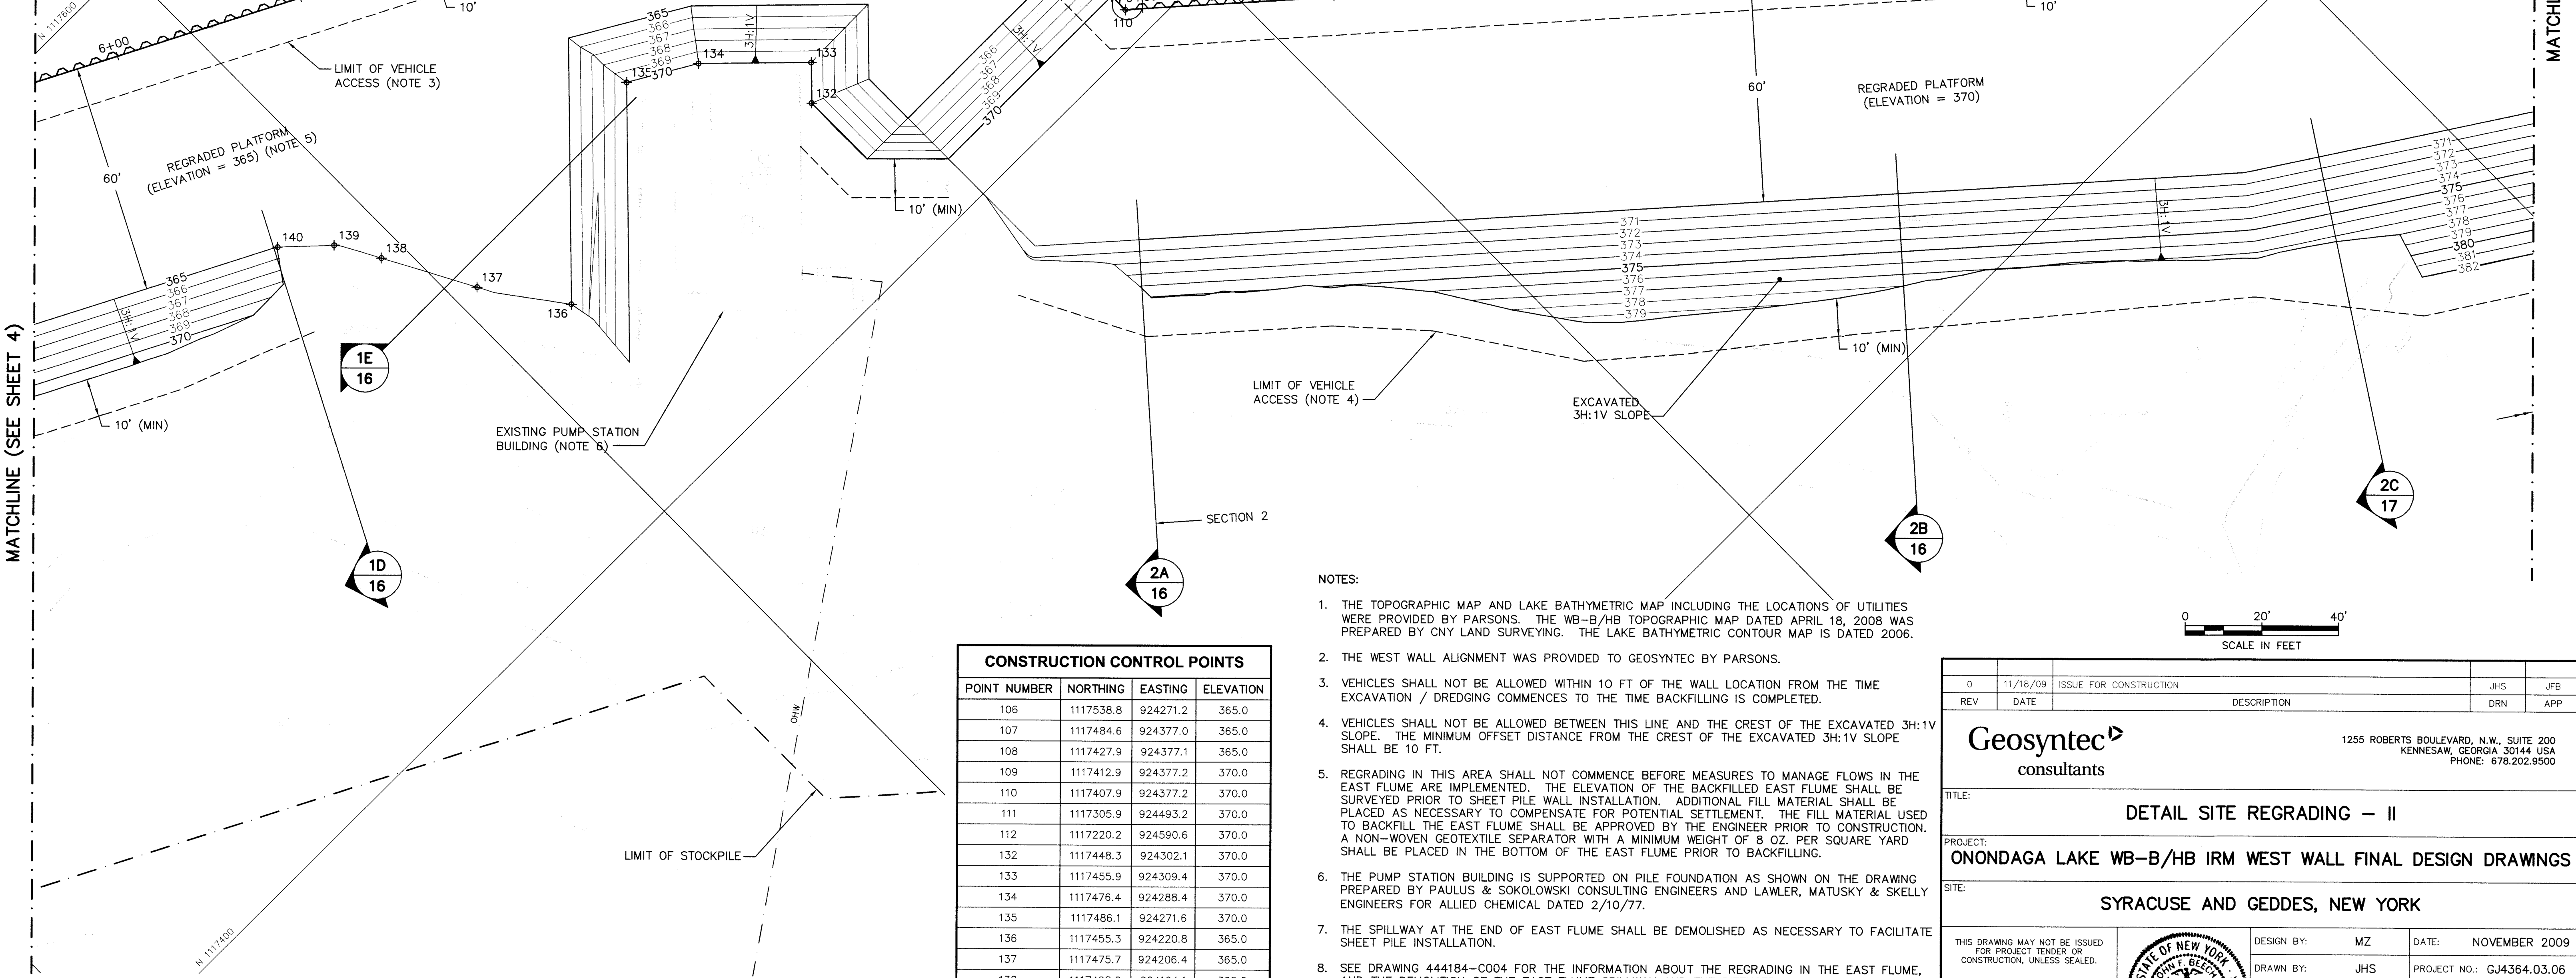 N 1117600
6+00
10'
LIMIT OF VEHICLE
ACCESS (NOTE 3)
60'
REGRADED PLATFORM
(ELEVATION = 365) (NOTE 5)
365
366
367
368
369
370
3H:1V
135
134
133
132
110
3H:1V
366
367
368
369
370
10' (MIN)
10'
60'
REGRADED PLATFORM
(ELEVATION = 370)
371
372
373
374
375
376
377
378
379
3H:1V
371
372
373
374
375
376
377
378
379
380
381
382
140
139
138
137
136
365
366
367
368
369
370
3H:1V
10' (MIN)
MATCHLINE (SEE SHEET 4)
1E
16
EXISTING PUMP STATION
BUILDING (NOTE 6)
LIMIT OF VEHICLE
ACCESS (NOTE 4)
EXCAVATED
3H:1V SLOPE
10' (MIN)
SECTION 2
1D
16
2A
16
2B
16
2C
17
OHW
LIMIT OF STOCKPILE
N 1117400
CONSTRUCTION CONTROL POINTS
POINT NUMBER NORTHING EASTING ELEVATION
106 1117538.8 924271.2 365.0
107 1117484.6 924377.0 365.0
108 1117427.9 924377.1 365.0
109 1117412.9 924377.2 370.0
110 1117407.9 924377.2 370.0
111 1117305.9 924493.2 370.0
112 1117220.2 924590.6 370.0
132 1117448.3 924302.1 370.0
133 1117455.9 924309.4 370.0
134 1117476.4 924288.4 370.0
135 1117486.1 924271.6 370.0
136 1117455.3 924220.8 365.0
137 1117475.7 924206.4 365.0
NOTES:
1. THE TOPOGRAPHIC MAP AND LAKE BATHYMETRIC MAP INCLUDING THE LOCATIONS OF UTILITIES
WERE PROVIDED BY PARSONS. THE WB-B/HB TOPOGRAPHIC MAP DATED APRIL 18, 2008 WAS
PREPARED BY CNY LAND SURVEYING. THE LAKE BATHYMETRIC CONTOUR MAP IS DATED 2006.
2. THE WEST WALL ALIGNMENT WAS PROVIDED TO GEOSYNTEC BY PARSONS.
3. VEHICLES SHALL NOT BE ALLOWED WITHIN 10 FT OF THE WALL LOCATION FROM THE TIME
EXCAVATION / DREDGING COMMENCES TO THE TIME BACKFILLING IS COMPLETED.
4. VEHICLES SHALL NOT BE ALLOWED BETWEEN THIS LINE AND THE CREST OF THE EXCAVATED 3H:1V
SLOPE. THE MINIMUM OFFSET DISTANCE FROM THE CREST OF THE EXCAVATED 3H:1V SLOPE
SHALL BE 10 FT.
5. REGRADING IN THIS AREA SHALL NOT COMMENCE BEFORE MEASURES TO MANAGE FLOWS IN THE
EAST FLUME ARE IMPLEMENTED. THE ELEVATION OF THE BACKFILLED EAST FLUME SHALL BE
SURVEYED PRIOR TO SHEET PILE WALL INSTALLATION. ADDITIONAL FILL MATERIAL SHALL BE
PLACED AS NECESSARY TO COMPENSATE FOR POTENTIAL SETTLEMENT. THE FILL MATERIAL USED
TO BACKFILL THE EAST FLUME SHALL BE APPROVED BY THE ENGINEER PRIOR TO CONSTRUCTION.
A NON-WOVEN GEOTEXTILE SEPARATOR WITH A MINIMUM WEIGHT OF 8 OZ. PER SQUARE YARD
SHALL BE PLACED IN THE BOTTOM OF THE EAST FLUME PRIOR TO BACKFILLING.
6. THE PUMP STATION BUILDING IS SUPPORTED ON PILE FOUNDATION AS SHOWN ON THE DRAWING
PREPARED BY PAULUS & SOKOLOWSKI CONSULTING ENGINEERS AND LAWLER, MATUSKY & SKELLY
ENGINEERS FOR ALLIED CHEMICAL DATED 2/10/77.
7. THE SPILLWAY AT THE END OF EAST FLUME SHALL BE DEMOLISHED AS NECESSARY TO FACILITATE
SHEET PILE INSTALLATION.
8. SEE DRAWING 444184-C004 FOR THE INFORMATION ABOUT THE REGRADING IN THE EAST FLUME,
0 20' 40'
SCALE IN FEET
0 11/18/09 ISSUE FOR CONSTRUCTION JHS JFB
REV DATE DESCRIPTION DRN APP
Geosyntec
consultants
1255 ROBERTS BOULEVARD, N.W., SUITE 200
KENNESAW, GEORGIA 30144 USA
PHONE: 678.202.9500
TITLE:
DETAIL SITE REGRADING - II
PROJECT:
ONONDAGA LAKE WB-B/HB IRM WEST WALL FINAL DESIGN DRAWINGS
SITE:
SYRACUSE AND GEDDES, NEW YORK
THIS DRAWING MAY NOT BE ISSUED
FOR PROJECT TENDER OR
CONSTRUCTION, UNLESS SEALED.
OF NEW YORK
DESIGN BY: MZ DATE: NOVEMBER 2009
DRAWN BY: JHS PROJECT NO.: GJ4364.03.06